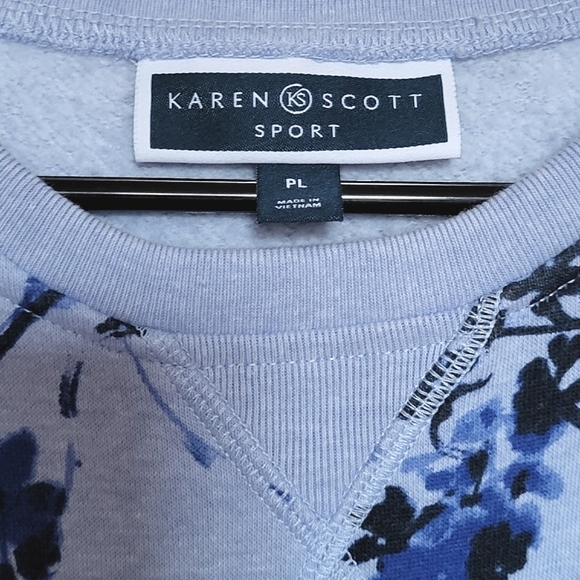 KAREN KS SCOTT
SPORT
PL
MADE IN
VIETNAM